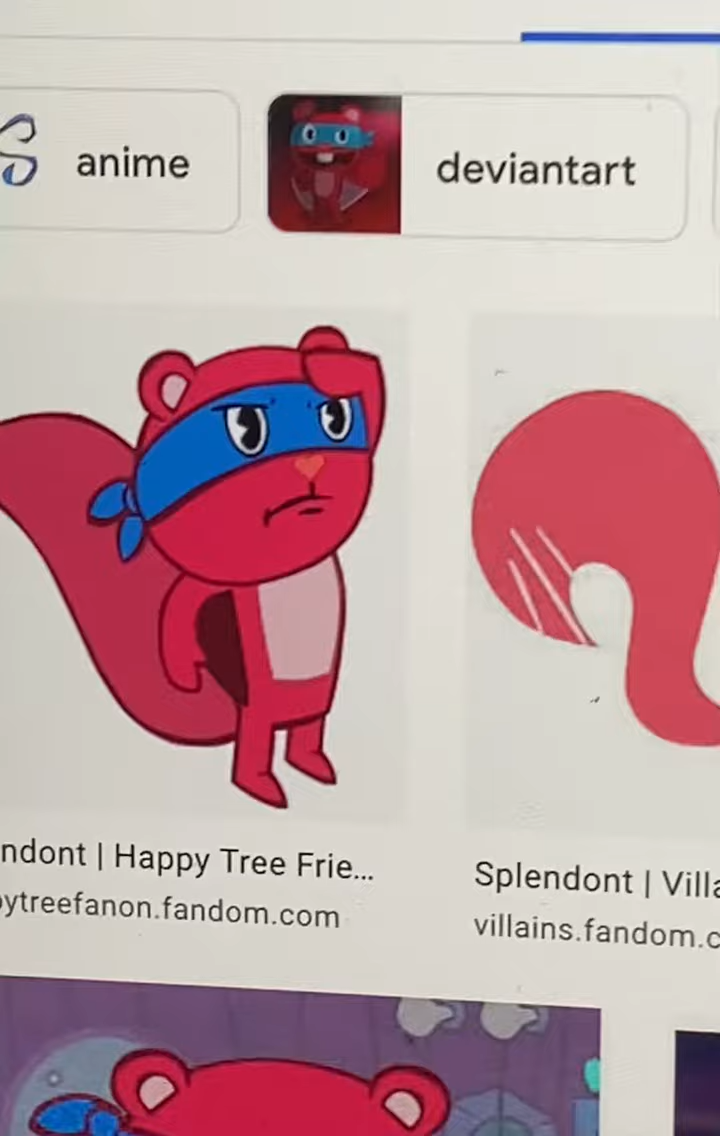 anime
deviantart
ndont | Happy Tree Frie...
Splendont | Villa
ytreefanon.fandom.com
villains.fandom.c